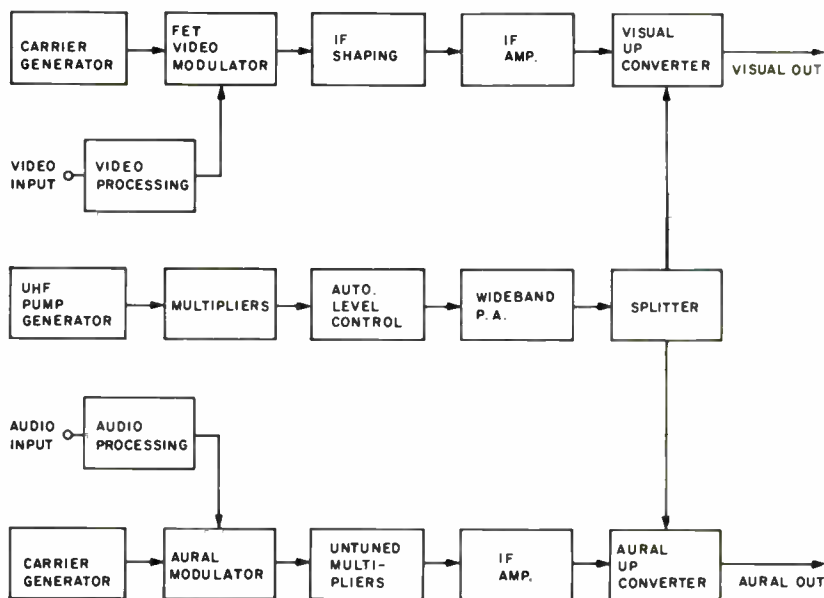 CARRIER
GENERATOR
FET
VIDEO
MODULATOR
IF
SHAPING
IF
AMP.
VISUAL
UP
CONVERTER
VISUAL OUT
VIDEO
INPUT
VIDEO
PROCESSING
UHF
PUMP
GENERATOR
MULTIPLIERS
AUTO.
LEVEL
CONTROL
WIDEBAND
P.A.
SPLITTER
AUDIO
INPUT
AUDIO
PROCESSING
CARRIER
GENERATOR
AURAL
MODULATOR
UNTUNED
MULTI-
PLIERS
IF
AMP.
AURAL
UP
CONVERTER
AURAL OUT